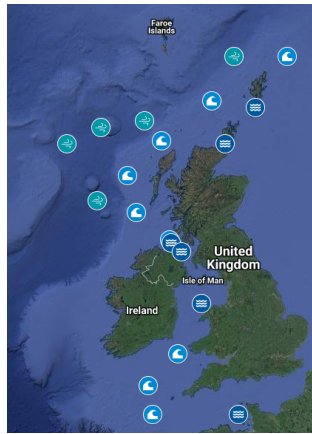 Faroe
Islands
United
Kingdom
Isle of Man
Ireland